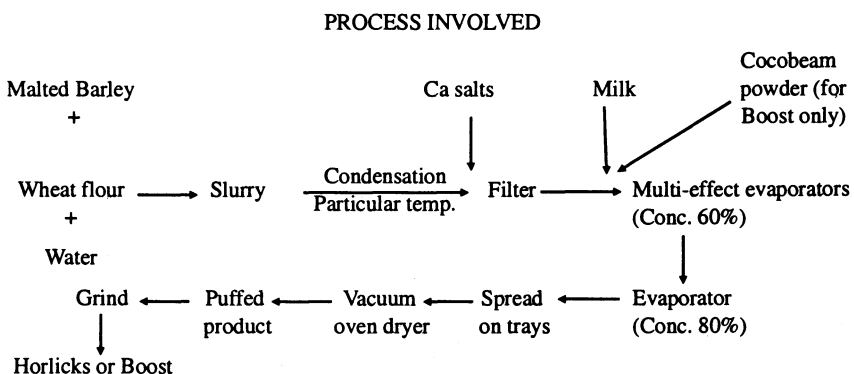 PROCESS INVOLVED
Cocobeam
powder (for
Boost only)
Malted Barley
+
Ca salts
Milk
Wheat flour
+
Water
Slurry
Condensation
Particular temp.
Filter
Multi-effect evaporators
(Conc. 60%)
Evaporator
(Conc. 80%)
Spread
on trays
Vacuum
oven dryer
Puffed
product
Grind
Horlicks or Boost